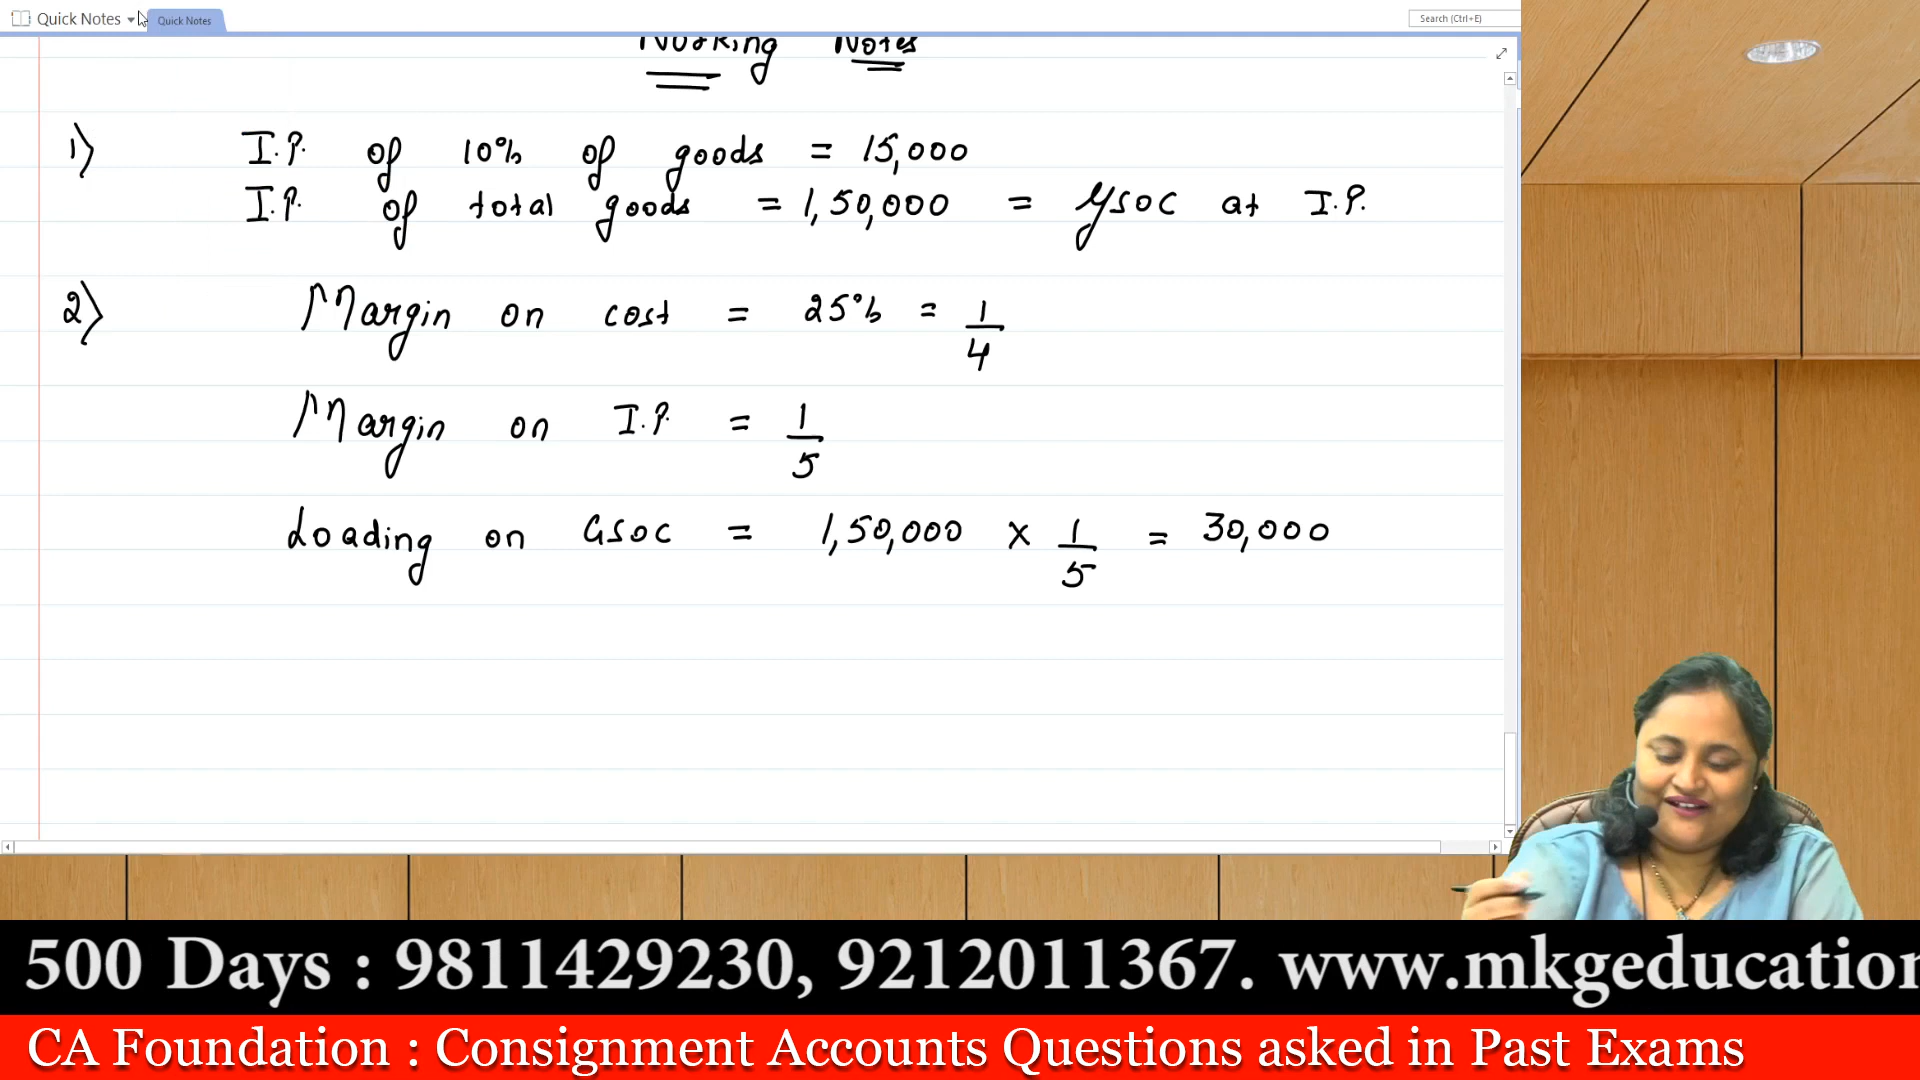 Quick Notes
Quick Notes
Search (Ctrl+E)
Working Notes
1) I.P. of 10% of goods = 15,000
I.P. of total goods = 1,50,000 = GSOC at I.P.
2) Margin on cost = 25% = 1/4
Margin on I.P. = 1/5
Loading on GSOC = 1,50,000 × 1/5 = 30,000
500 Days : 9811429230, 9212011367. www.mkgeducation
CA Foundation : Consignment Accounts Questions asked in Past Exams